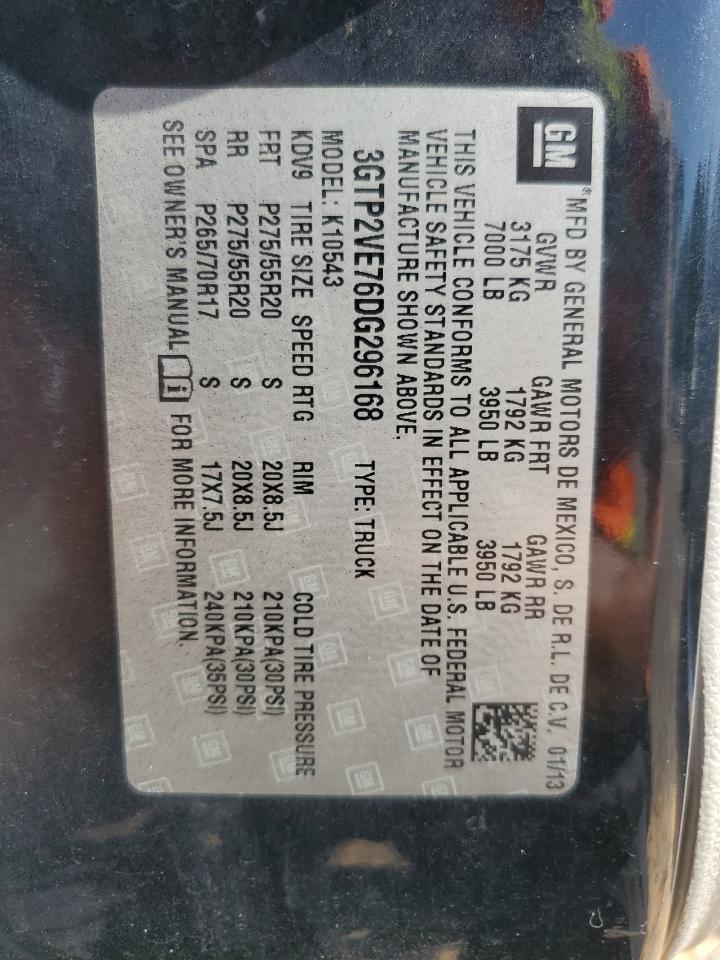 GM
®MFD BY GENERAL MOTORS DE MEXICO, S. DE R.L. DE C.V. 01/13
GVWR GAWR FRT GAWR RR
3175 KG 1792 KG 1792 KG
7000 LB 3950 LB 3950 LB
THIS VEHICLE CONFORMS TO ALL APPLICABLE U.S. FEDERAL MOTOR
VEHICLE SAFETY STANDARDS IN EFFECT ON THE DATE OF
MANUFACTURE SHOWN ABOVE.
3GTP2VE76DG296168 TYPE: TRUCK
MODEL: K10543
KDV9 TIRE SIZE SPEED RTG RIM COLD TIRE PRESSURE
FRT P275/55R20 S 20X8.5J 210KPA(30PSI)
RR P275/55R20 S 20X8.5J 210KPA(30PSI)
SPA P265/70R17 S 17X7.5J 240KPA(35PSI)
SEE OWNER'S MANUAL i FOR MORE INFORMATION.